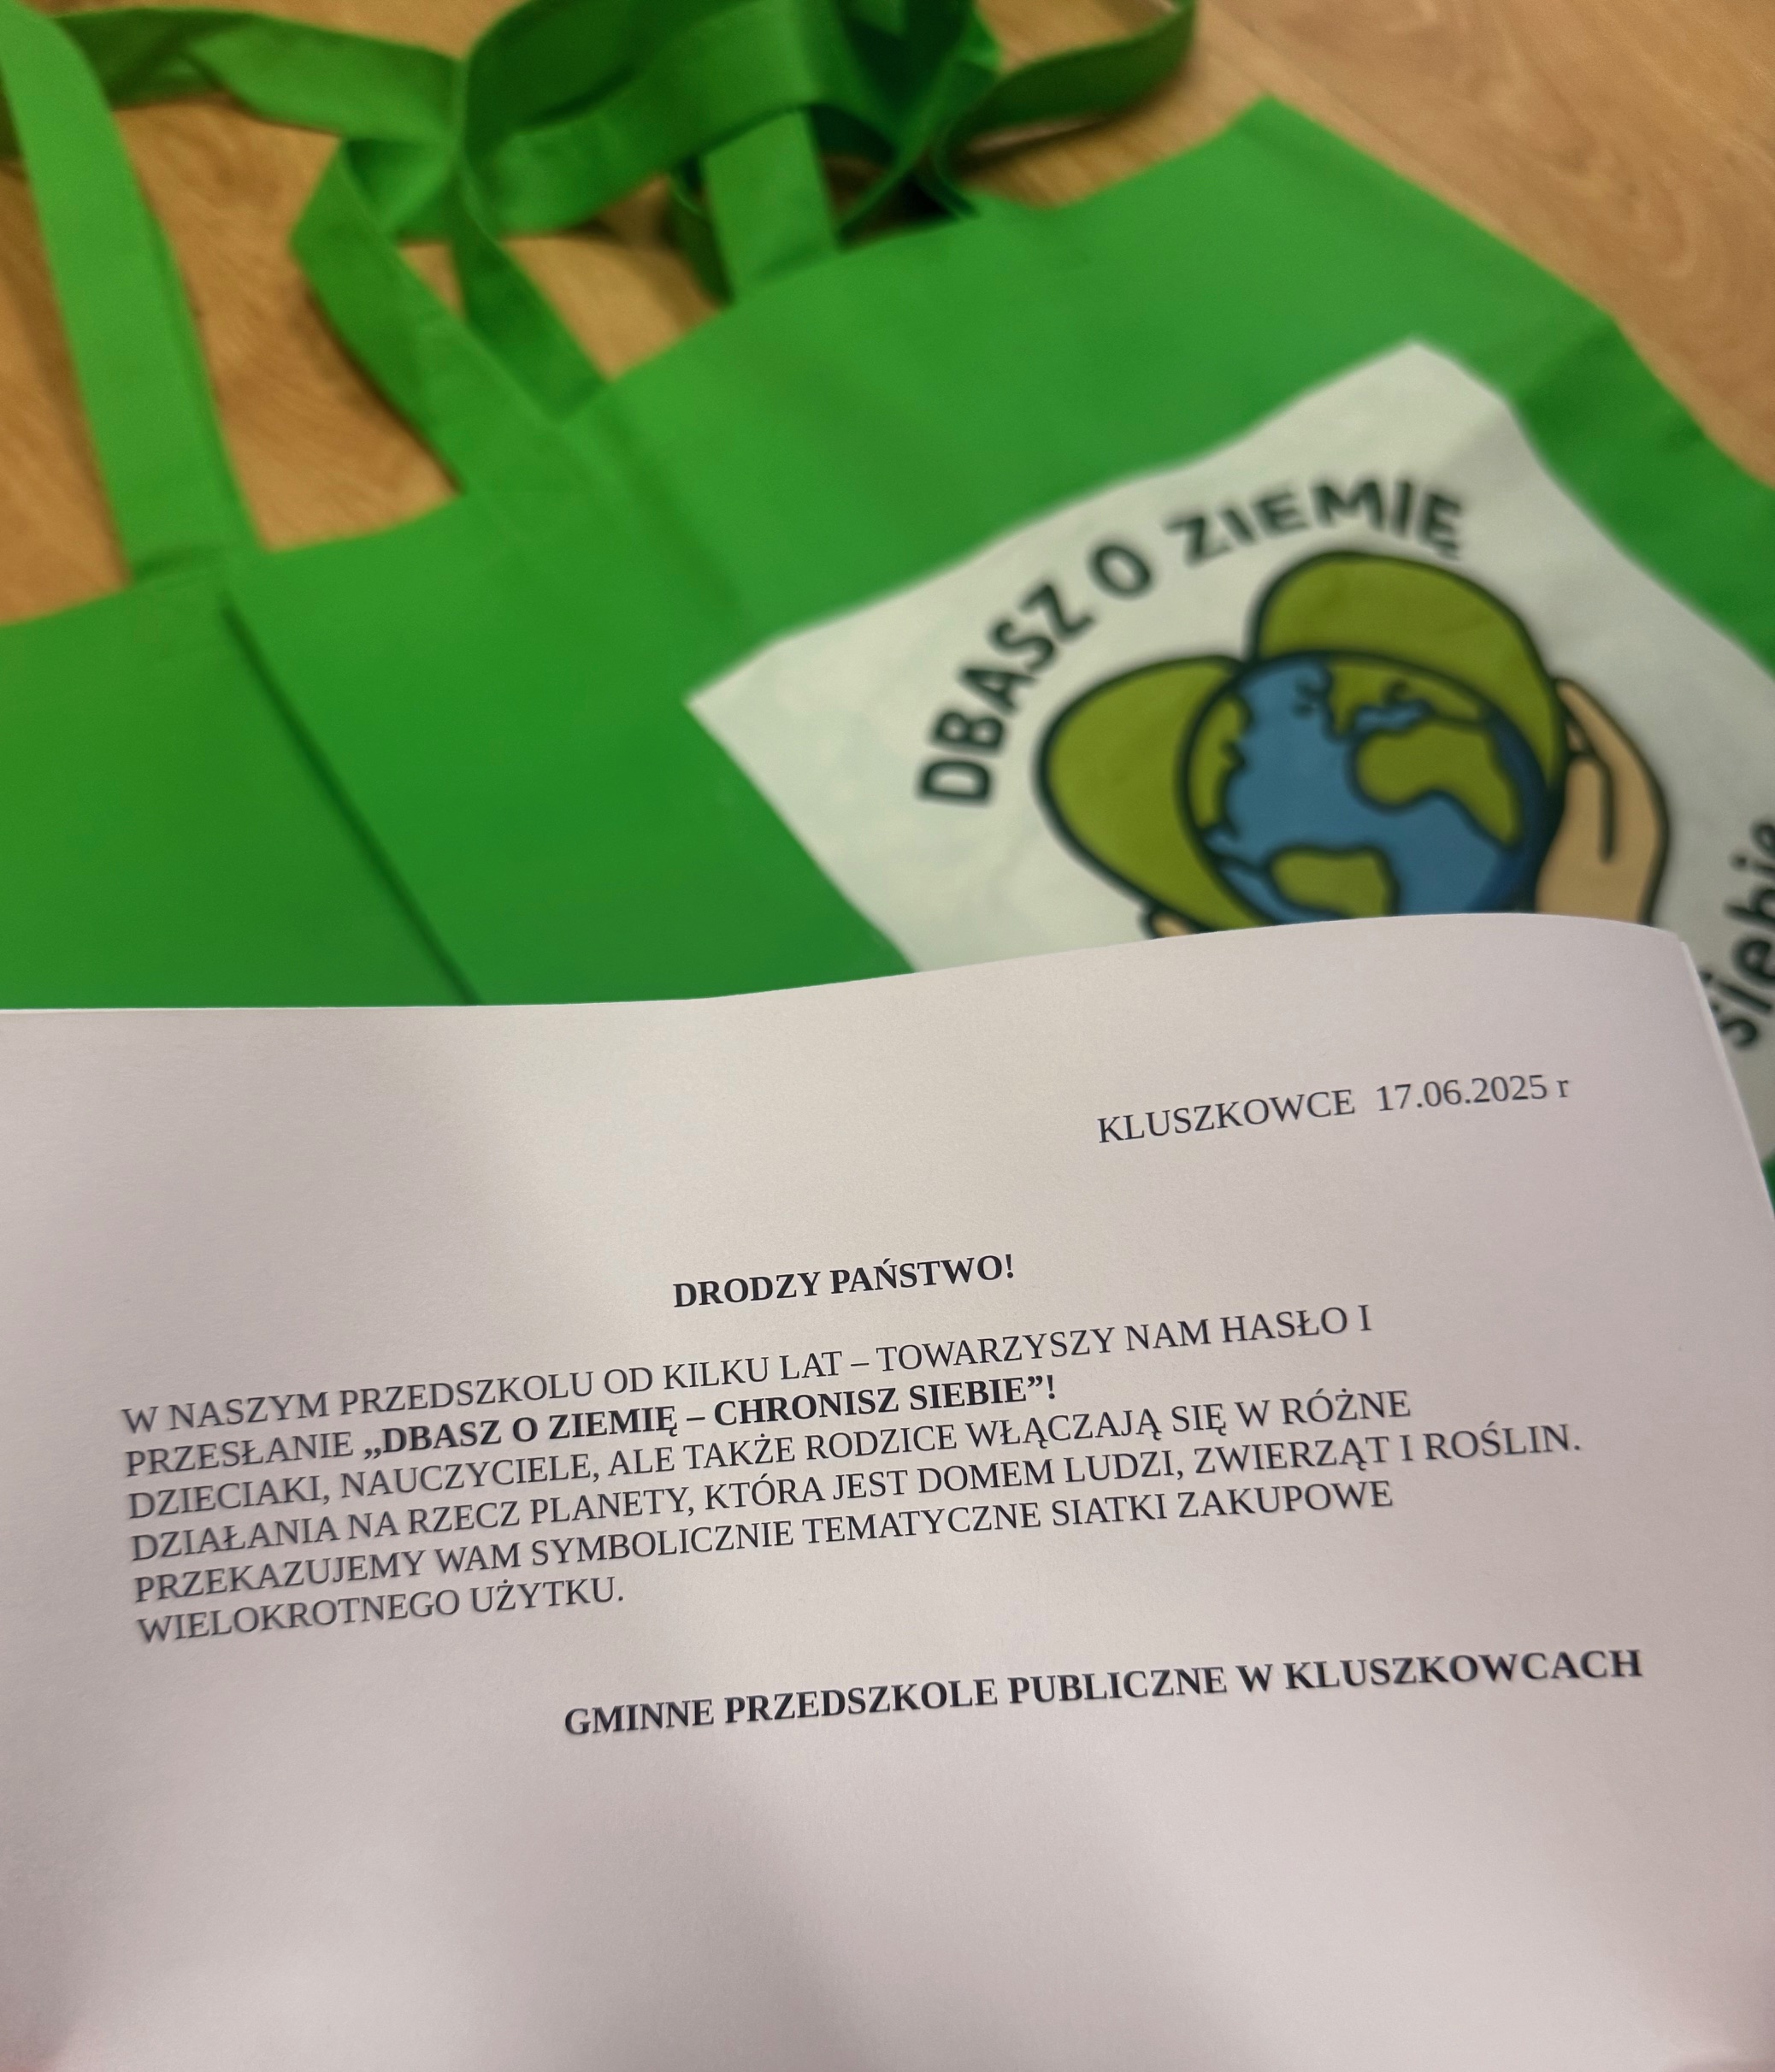 DBASZ O ZIEMIĘ
siebie
KLUSZKOWCE 17.06.2025 r
DRODZY PAŃSTWO!
W NASZYM PRZEDSZKOLU OD KILKU LAT – TOWARZYSZY NAM HASŁO I
PRZESŁANIE „DBASZ O ZIEMIĘ – CHRONISZ SIEBIE”!
DZIECIAKI, NAUCZYCIELE, ALE TAKŻE RODZICE WŁĄCZAJĄ SIĘ W RÓŻNE
DZIAŁANIA NA RZECZ PLANETY, KTÓRA JEST DOMEM LUDZI, ZWIERZĄT I ROŚLIN.
PRZEKAZUJEMY WAM SYMBOLICZNIE TEMATYCZNE SIATKI ZAKUPOWE
WIELOKROTNEGO UŻYTKU.
GMINNE PRZEDSZKOLE PUBLICZNE W KLUSZKOWCACH